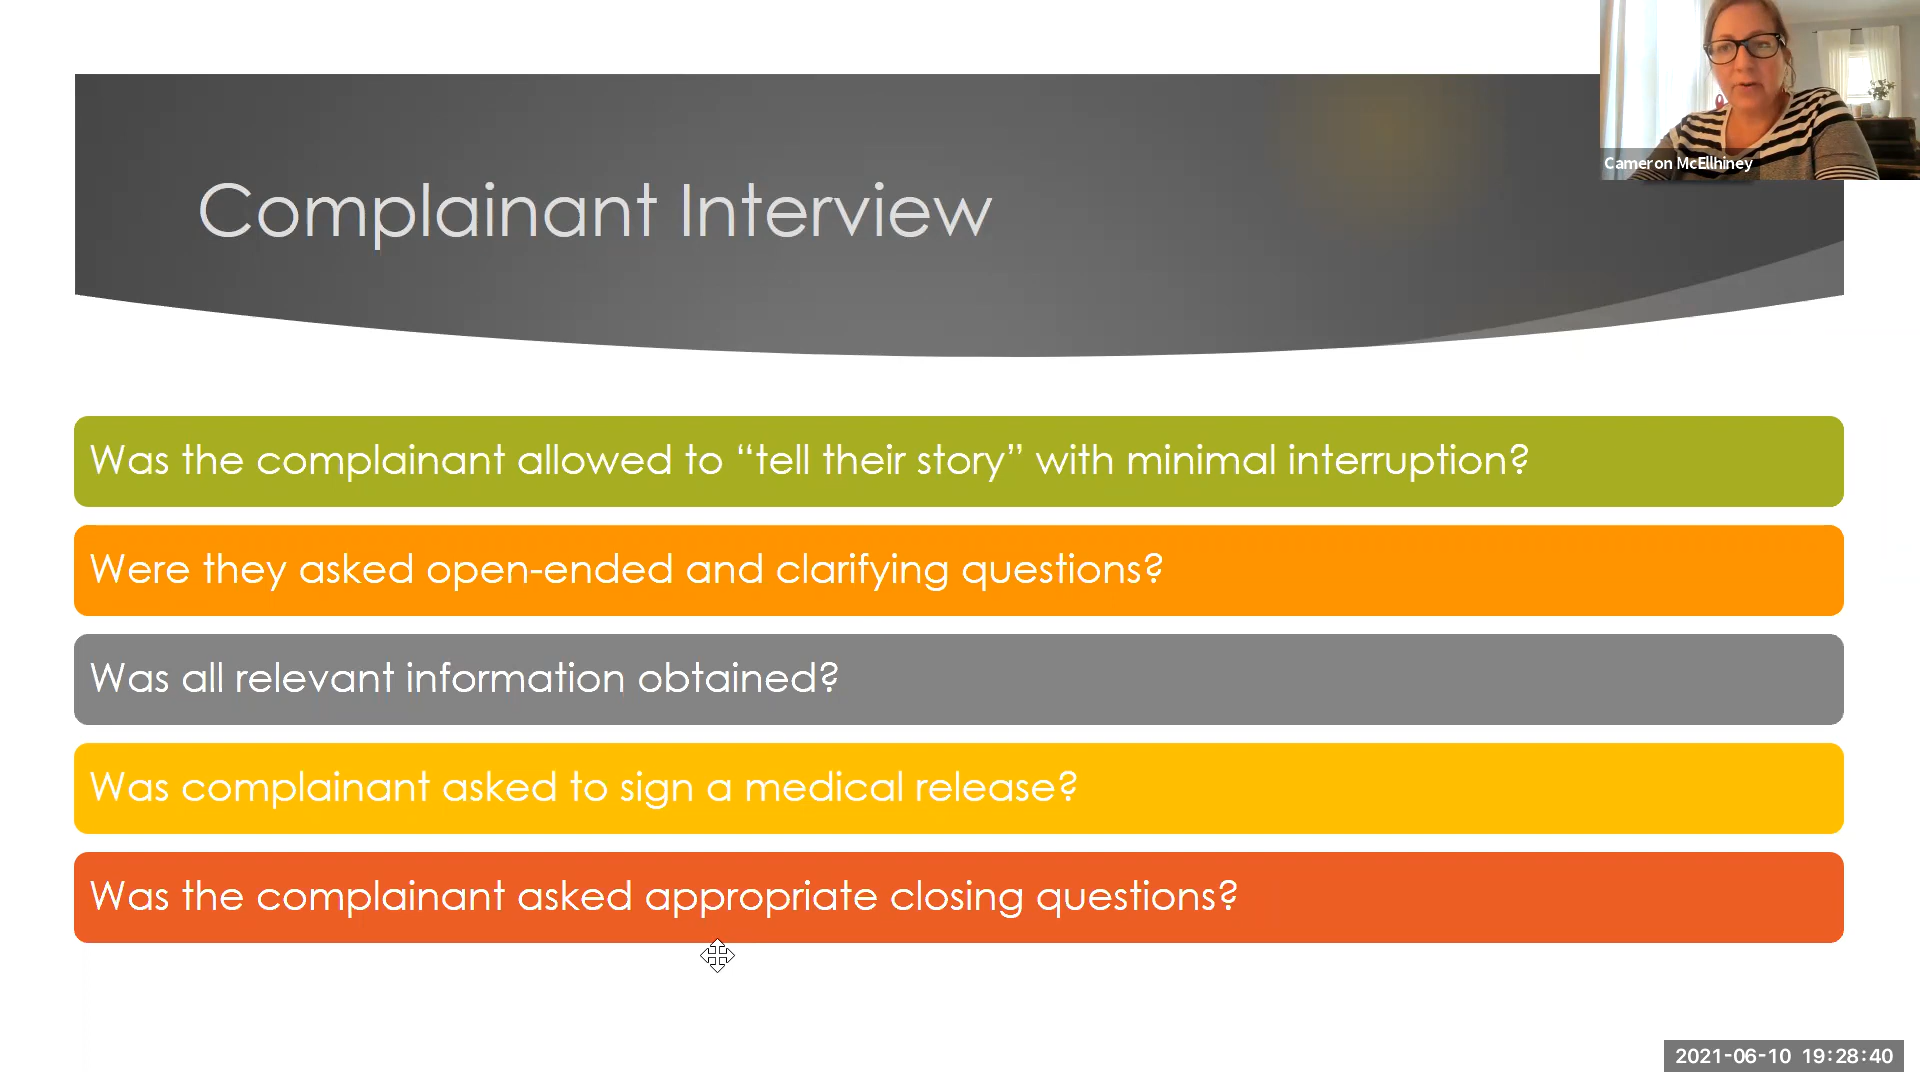 Complainant Interview
Cameron McEllhiney
Was the complainant allowed to “tell their story” with minimal interruption?
Were they asked open-ended and clarifying questions?
Was all relevant information obtained?
Was complainant asked to sign a medical release?
Was the complainant asked appropriate closing questions?
2021-06-10 19:28:40